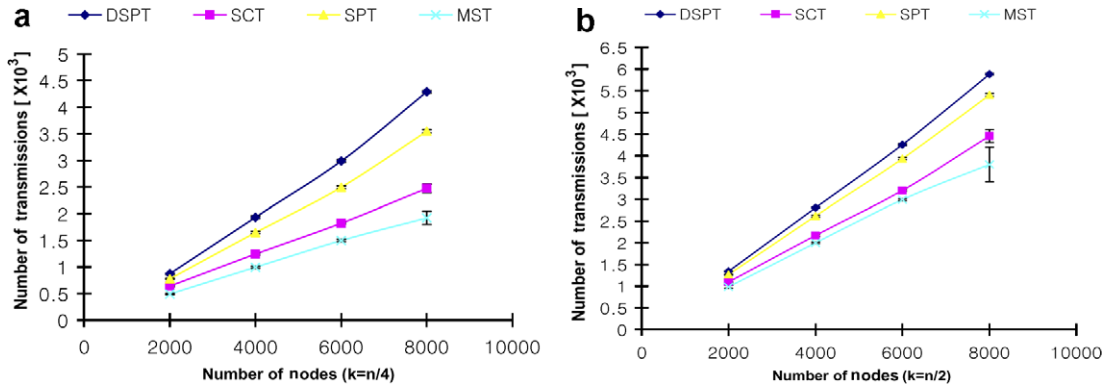 a
DSPT SCT SPT MST
Number of transmissions [ X10³]
5
4.5
4
3.5
3
2.5
2
1.5
1
0.5
0
0 2000 4000 6000 8000 10000
Number of nodes (k=n/4)
b
DSPT SCT SPT MST
Number of transmissions [ X10³]
6.5
6
5.5
5
4.5
4
3.5
3
2.5
2
1.5
1
0.5
0
0 2000 4000 6000 8000 10000
Number of nodes (k=n/2)